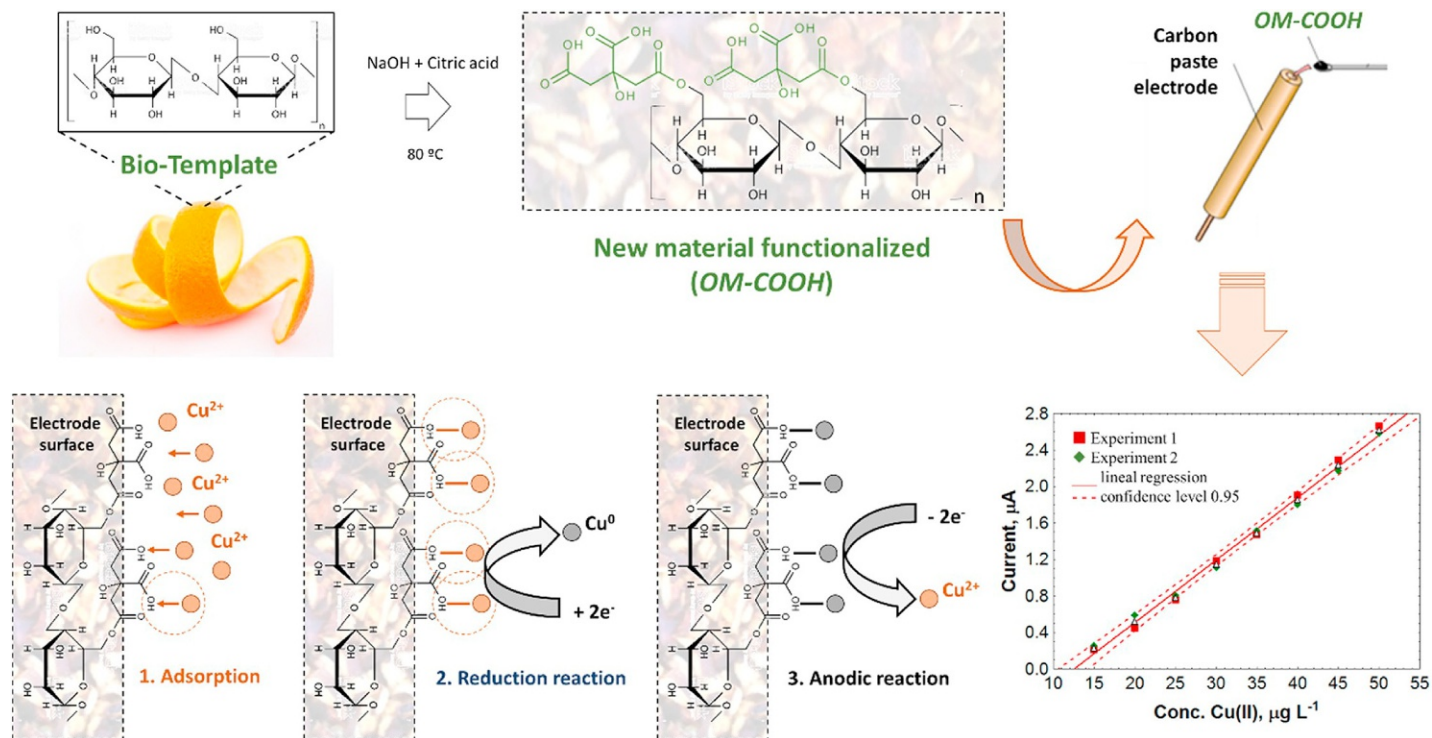 NaOH + Citric acid
80 ºC
n
Bio-Template
n
New material functionalized
(OM-COOH)
OM-COOH
Carbon
paste
electrode
Electrode
surface
Cu²⁺
Cu²⁺
Cu²⁺
1. Adsorption
Electrode
surface
Cu⁰
+ 2e⁻
2. Reduction reaction
Electrode
surface
- 2e⁻
Cu²⁺
3. Anodic reaction
Experiment 1
Experiment 2
lineal regression
confidence level 0.95
Current, µA
2.8
2.4
2.0
1.6
1.2
0.8
0.4
0.0
10 15 20 25 30 35 40 45 50 55
Conc. Cu(II), µg L⁻¹